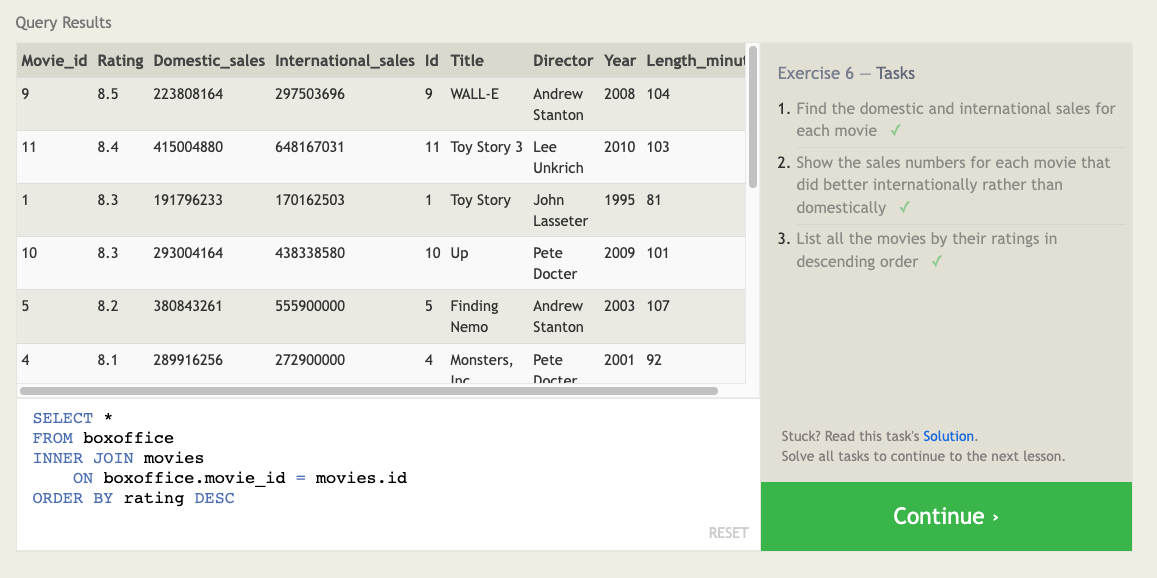 Query Results
Movie_id Rating Domestic_sales International_sales Id Title Director Year Length_minut
9 8.5 223808164 297503696 9 WALL-E Andrew Stanton 2008 104
11 8.4 415004880 648167031 11 Toy Story 3 Lee Unkrich 2010 103
1 8.3 191796233 170162503 1 Toy Story John Lasseter 1995 81
10 8.3 293004164 438338580 10 Up Pete Docter 2009 101
5 8.2 380843261 555900000 5 Finding Nemo Andrew Stanton 2003 107
4 8.1 289916256 272900000 4 Monsters, Inc. Pete Docter 2001 92
SELECT *
FROM boxoffice
INNER JOIN movies
ON boxoffice.movie_id = movies.id
ORDER BY rating DESC
RESET
Exercise 6 — Tasks
1. Find the domestic and international sales for
each movie ✓
2. Show the sales numbers for each movie that
did better internationally rather than
domestically ✓
3. List all the movies by their ratings in
descending order ✓
Stuck? Read this task's Solution.
Solve all tasks to continue to the next lesson.
Continue ›